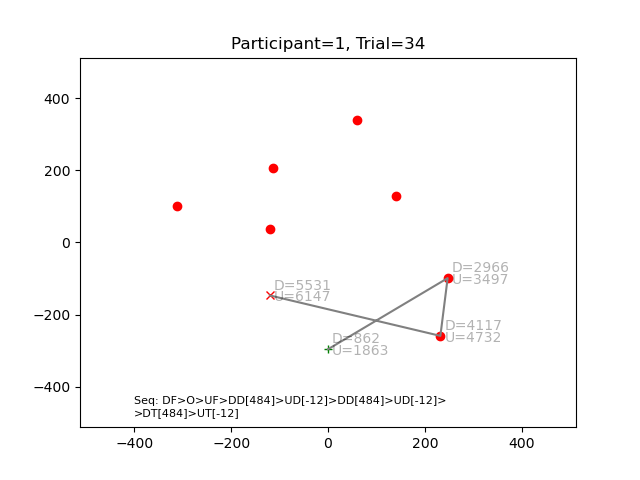 Participant=1, Trial=34
400
200
0
−200
−400
D=2966
U=3497
D=5531
U=6147
D=4117
U=4732
D=862
U=1863
Seq: DF>O>UF>DD[484]>UD[-12]>DD[484]>UD[-12]>
>DT[484]>UT[-12]
−400
−200
0
200
400